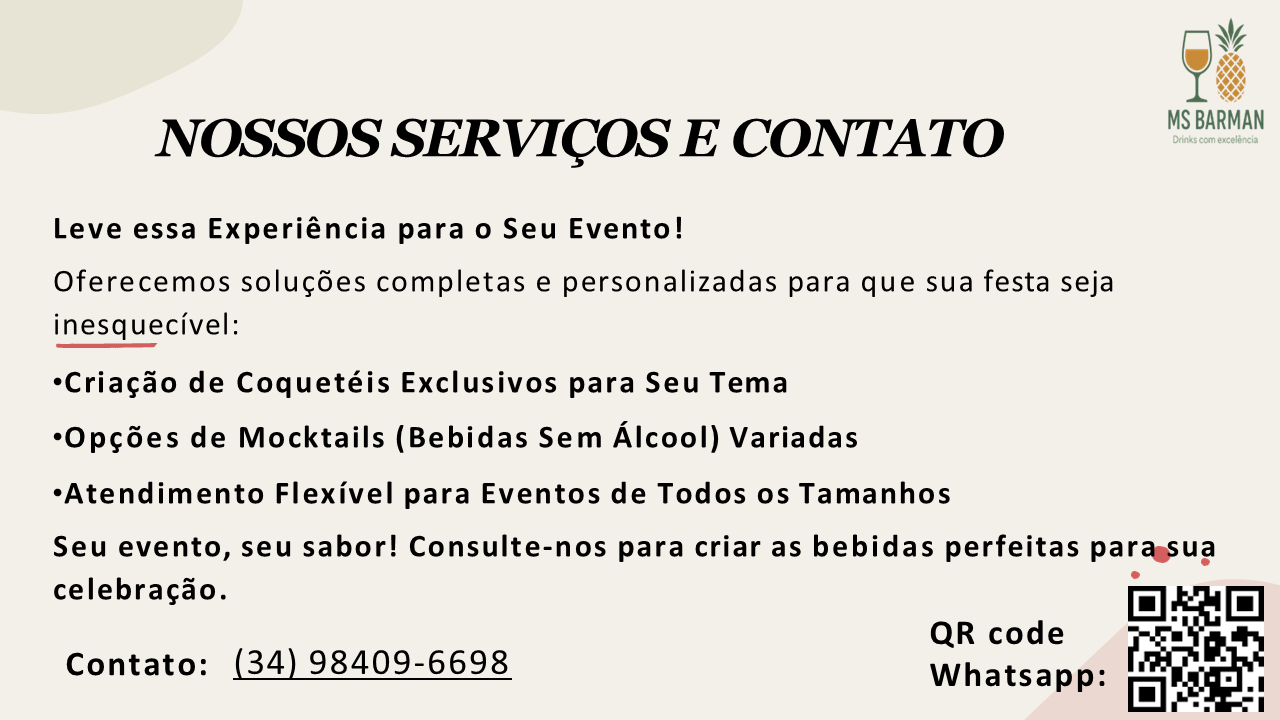 MS BARMAN
Drinks com excelência
NOSSOS SERVIÇOS E CONTATO
Leve essa Experiência para o Seu Evento!
Oferecemos soluções completas e personalizadas para que sua festa seja
inesquecível:
•Criação de Coquetéis Exclusivos para Seu Tema
•Opções de Mocktails (Bebidas Sem Álcool) Variadas
•Atendimento Flexível para Eventos de Todos os Tamanhos
Seu evento, seu sabor! Consulte-nos para criar as bebidas perfeitas para sua
celebração.
Contato: (34) 98409-6698
QR code
Whatsapp: